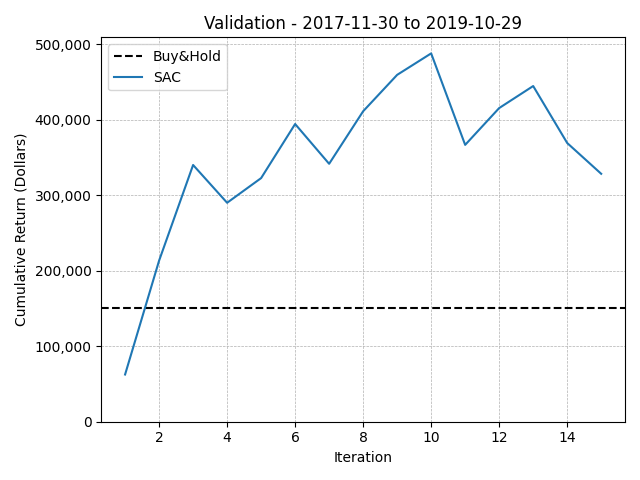 Validation - 2017-11-30 to 2019-10-29
Buy&Hold
SAC
Cumulative Return (Dollars)
500,000
400,000
300,000
200,000
100,000
0
2 4 6 8 10 12 14
Iteration